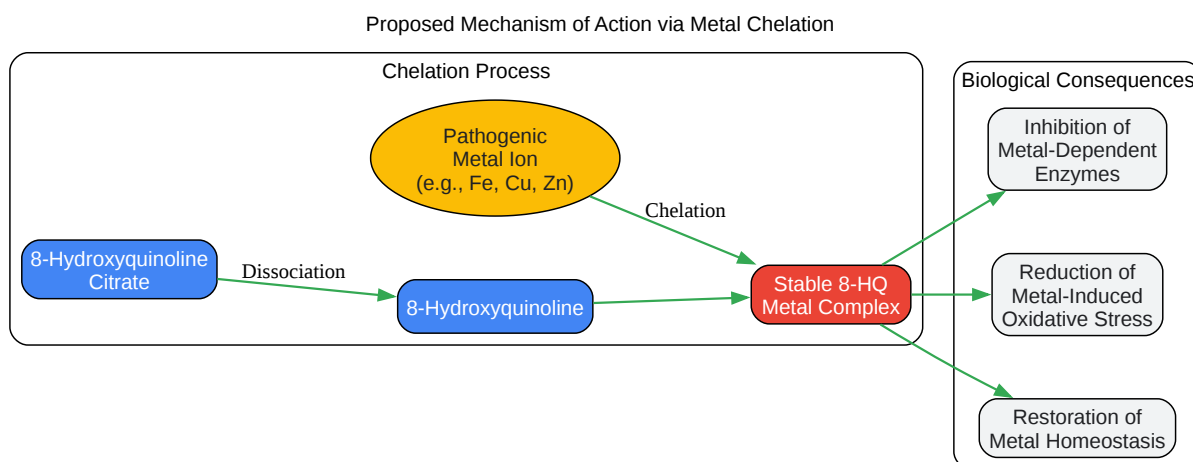 Proposed Mechanism of Action via Metal Chelation
Chelation Process
Pathogenic
Metal Ion
(e.g., Fe, Cu, Zn)
Chelation
8-Hydroxyquinoline
Citrate
Dissociation
8-Hydroxyquinoline
Stable 8-HQ
Metal Complex
Biological Consequences
Inhibition of
Metal-Dependent
Enzymes
Reduction of
Metal-Induced
Oxidative Stress
Restoration of
Metal Homeostasis